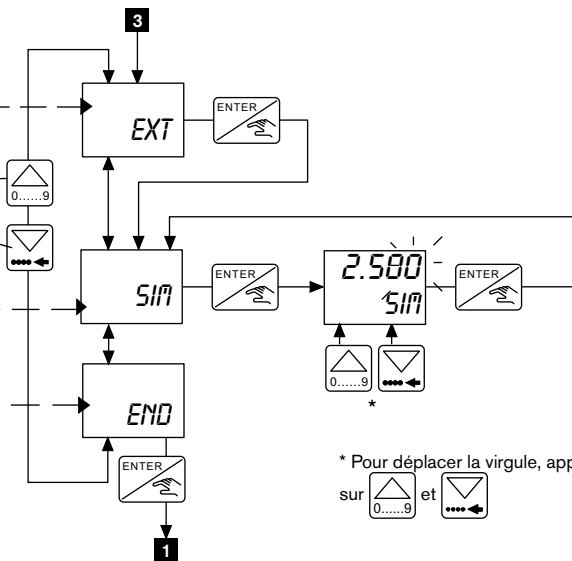 3
EXT
ENTER
0......9
SIM
ENTER
2.580
SIM
ENTER
0......9
*
END
ENTER
* Pour déplacer la virgule, app
sur 0......9 et
1